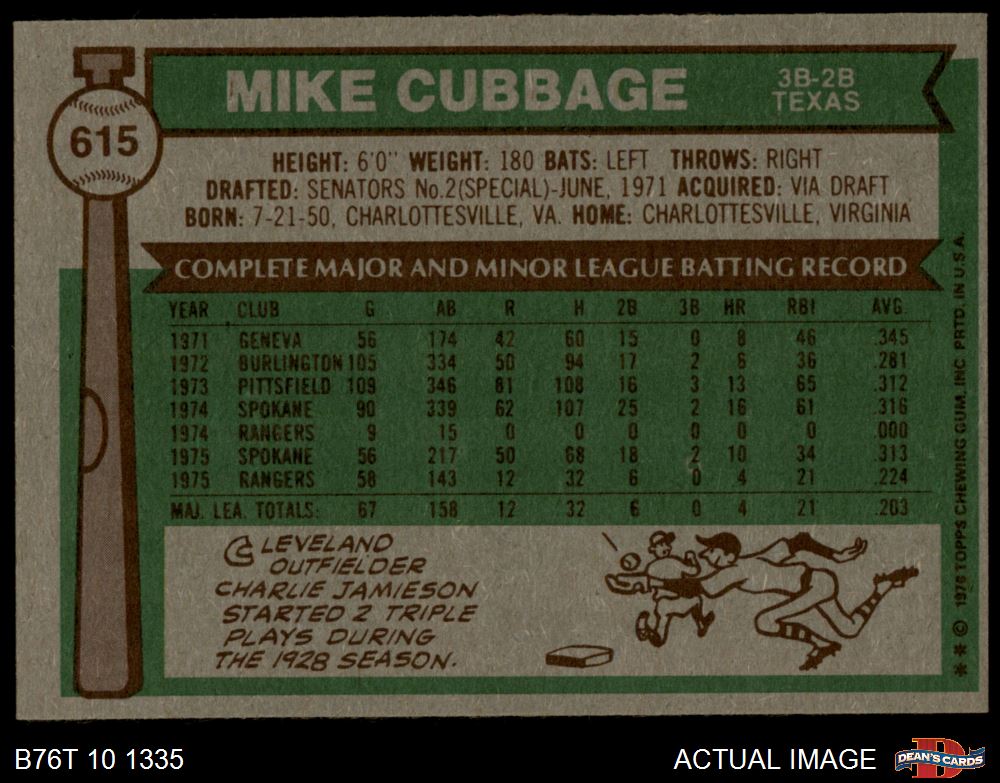 MIKE CUBBAGE
3B-2B
TEXAS
615
HEIGHT: 6'0" WEIGHT: 180 BATS: LEFT THROWS: RIGHT
DRAFTED: SENATORS No.2(SPECIAL)-JUNE, 1971 ACQUIRED: VIA DRAFT
BORN: 7-21-50, CHARLOTTESVILLE, VA. HOME: CHARLOTTESVILLE, VIRGINIA
COMPLETE MAJOR AND MINOR LEAGUE BATTING RECORD
YEAR CLUB G AB R H 2B 3B HR RBI AVG.
1971 GENEVA 56 174 42 60 15 0 8 46 .345
1972 BURLINGTON 105 334 50 94 17 2 6 36 .281
1973 PITTSFIELD 109 346 81 108 16 3 13 65 .312
1974 SPOKANE 90 339 62 107 25 2 16 61 .316
1974 RANGERS 9 15 0 0 0 0 0 0 .000
1975 SPOKANE 56 217 50 68 18 2 10 34 .313
1975 RANGERS 58 143 12 32 6 0 4 21 .224
MAJ. LEA. TOTALS: 67 158 12 32 6 0 4 21 .203
CLEVELAND
OUTFIELDER
CHARLIE JAMIESON
STARTED 2 TRIPLE
PLAYS DURING
THE 1928 SEASON.
** © 1976 TOPPS CHEWING GUM, INC. PRTD. IN U.S.A.
B76T 10 1335
ACTUAL IMAGE
D
DEAN'S CARDS